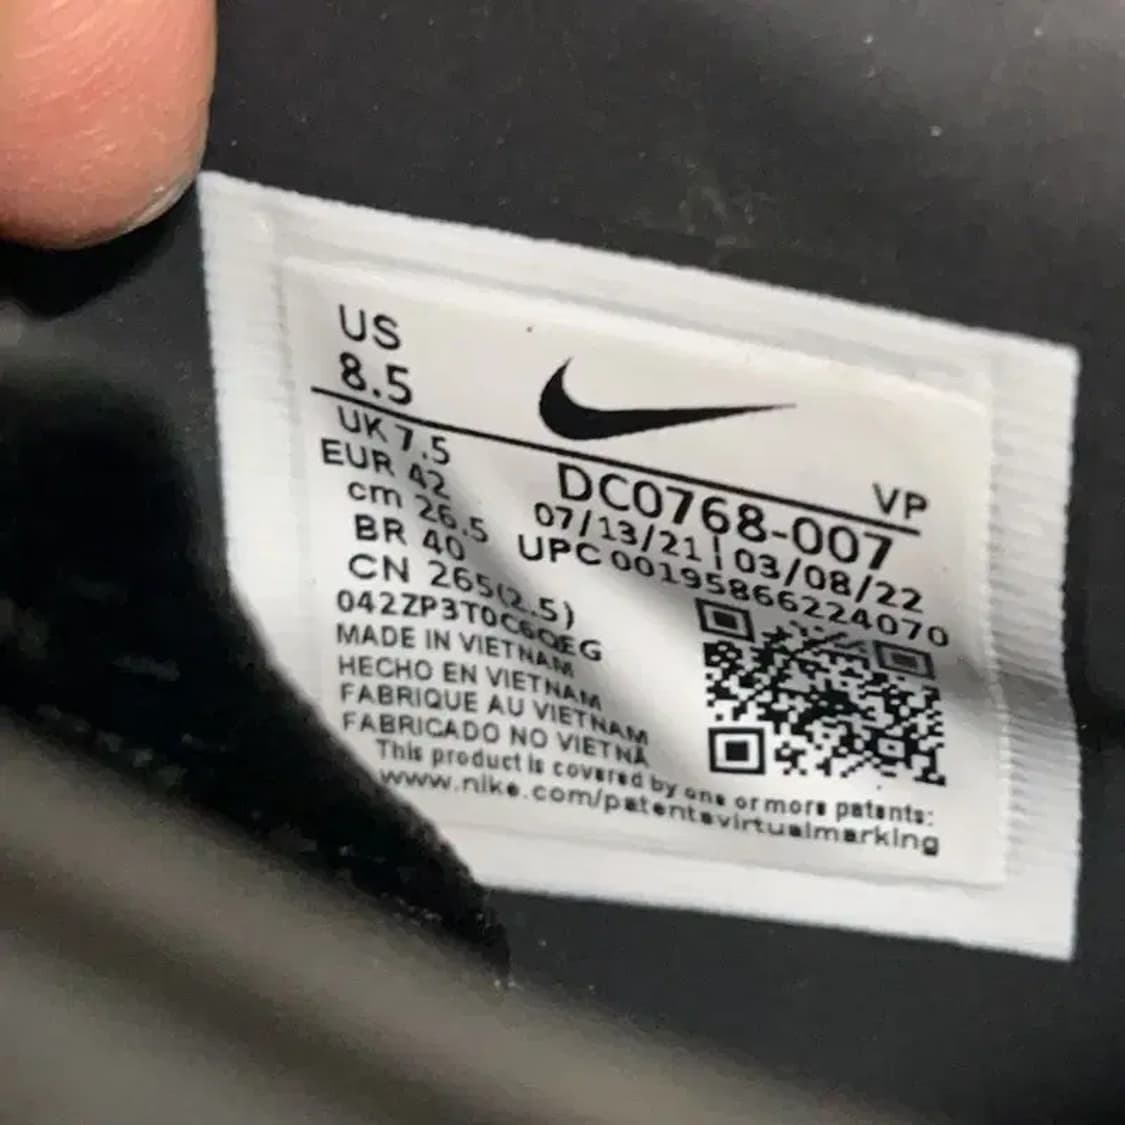 US
8.5
VP
UK 7.5
EUR 42
cm 26.5
BR 40
CN 265(2.5)
DC0768-007
07/13/21 | 03/08/22
UPC 00195866224070
042ZP3T0C6QEG
MADE IN VIETNAM
HECHO EN VIETNAM
FABRIQUE AU VIETNAM
FABRICADO NO VIETNÃ
This product is covered by one or more patents:
www.nike.com/patentsvirtualmarking